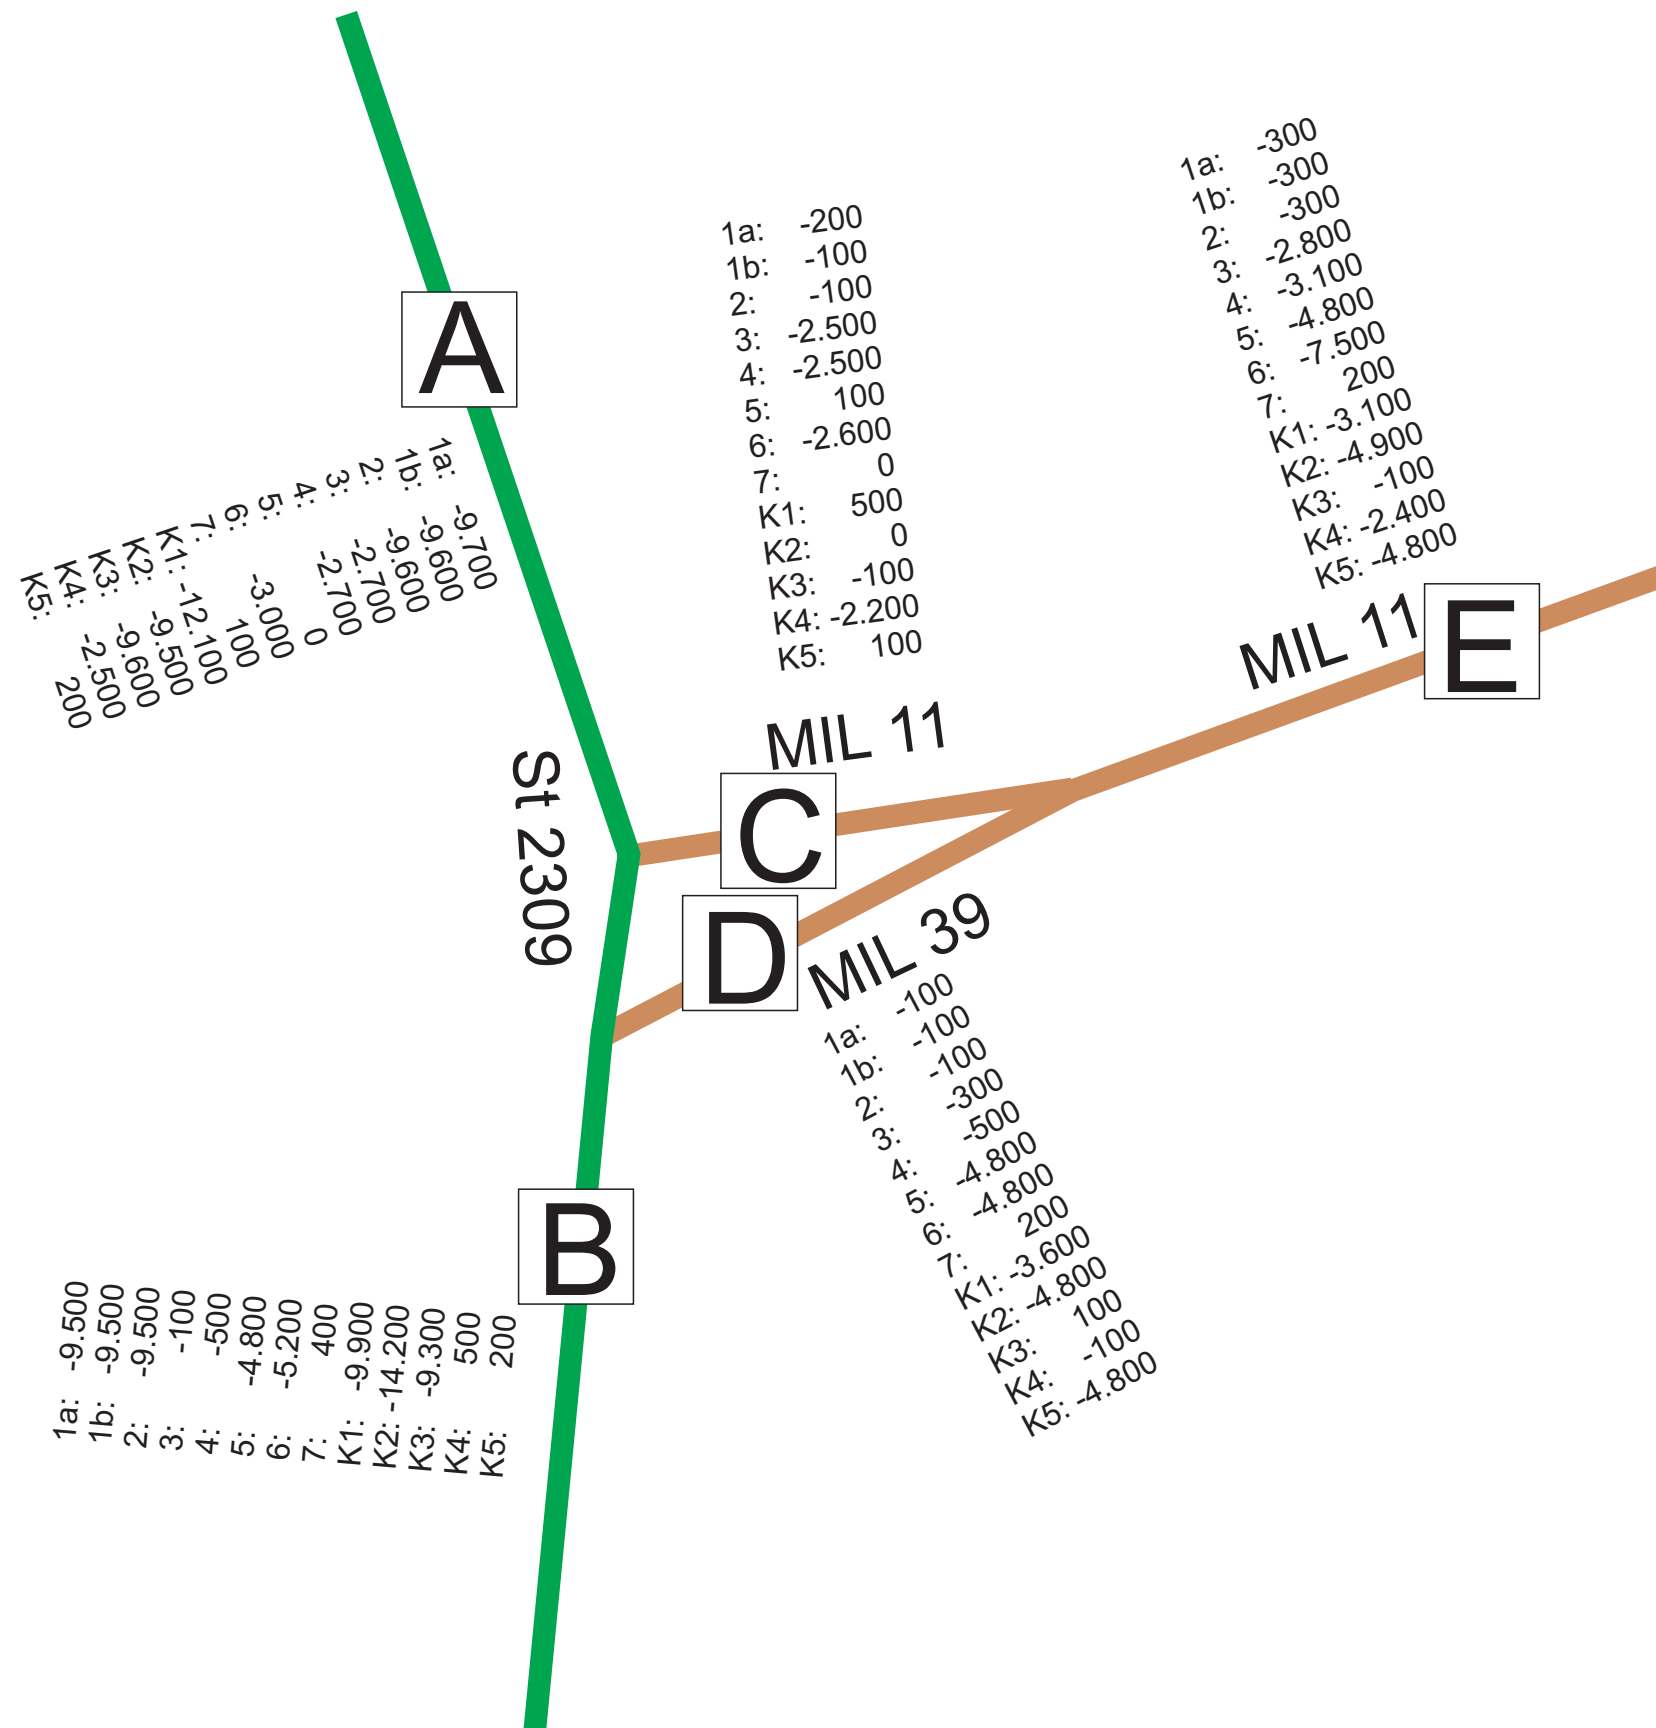 A
1a: -9.700
1b: -9.600
2: -9.600
3: -2.700
4: -2.700
5: 0
6: -3.000
7: 100
K1: -12.100
K2: -9.500
K3: -9.600
K4: -2.500
K5: 200
St 2309
1a: -200
1b: -100
2: -100
3: -2.500
4: -2.500
5: 100
6: -2.600
7: 0
K1: 500
K2: 0
K3: -100
K4: -2.200
K5: 100
MIL 11
C
1a: -300
1b: -300
2: -300
3: -2.800
4: -3.100
5: -4.800
6: -7.500
7: 200
K1: -3.100
K2: -4.900
K3: -100
K4: -2.400
K5: -4.800
MIL 11
E
D
MIL 39
1a: -100
1b: -100
2: -100
3: -300
4: -500
5: -4.800
6: -4.800
7: 200
K1: -3.600
K2: -4.800
K3: 100
K4: -100
K5: -4.800
B
1a: -9.500
1b: -9.500
2: -9.500
3: -100
4: -500
5: -4.800
6: -5.200
7: 400
K1: -9.900
K2: -14.200
K3: -9.300
K4: 500
K5: 200